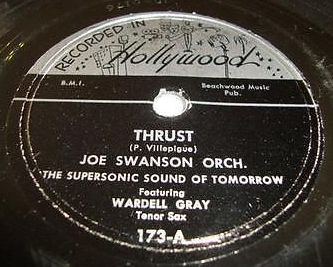 RECORDED IN
Hollywood
B.M.I.
Beachwood Music
Pub.
THRUST
(P. Villepigue)
JOE SWANSON ORCH.
THE SUPERSONIC SOUND OF TOMORROW
Featuring
WARDELL GRAY
Tenor Sax
173-A